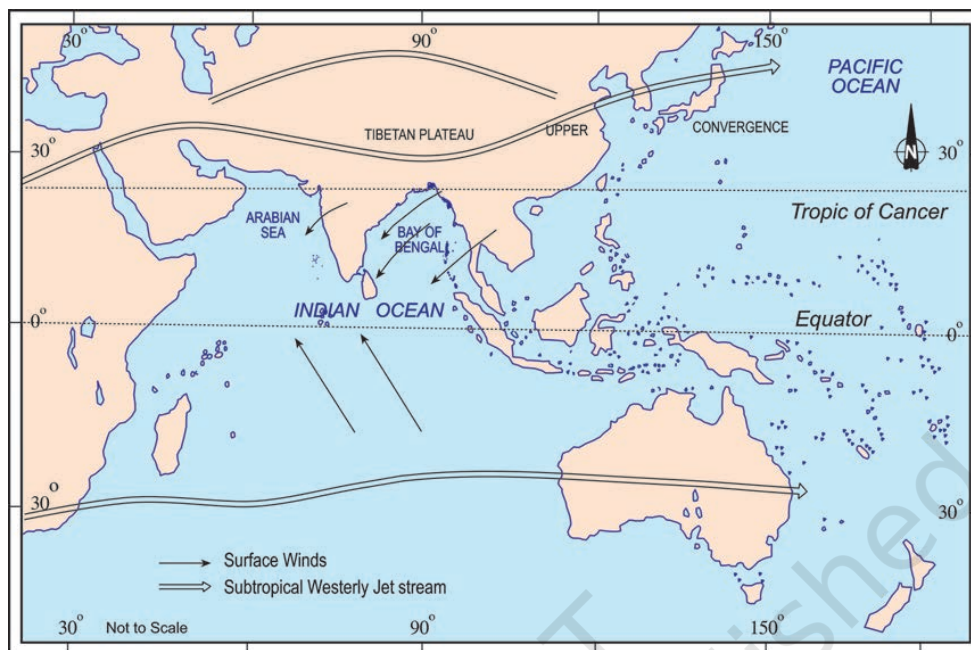 30°
90°
150°
PACIFIC
OCEAN
TIBETAN PLATEAU
UPPER
CONVERGENCE
N
30°
30°
Tropic of Cancer
ARABIAN
SEA
BAY OF
BENGAL
INDIAN OCEAN
Equator
0°
0°
30°
30°
Surface Winds
Subtropical Westerly Jet stream
30°
Not to Scale
90°
150°